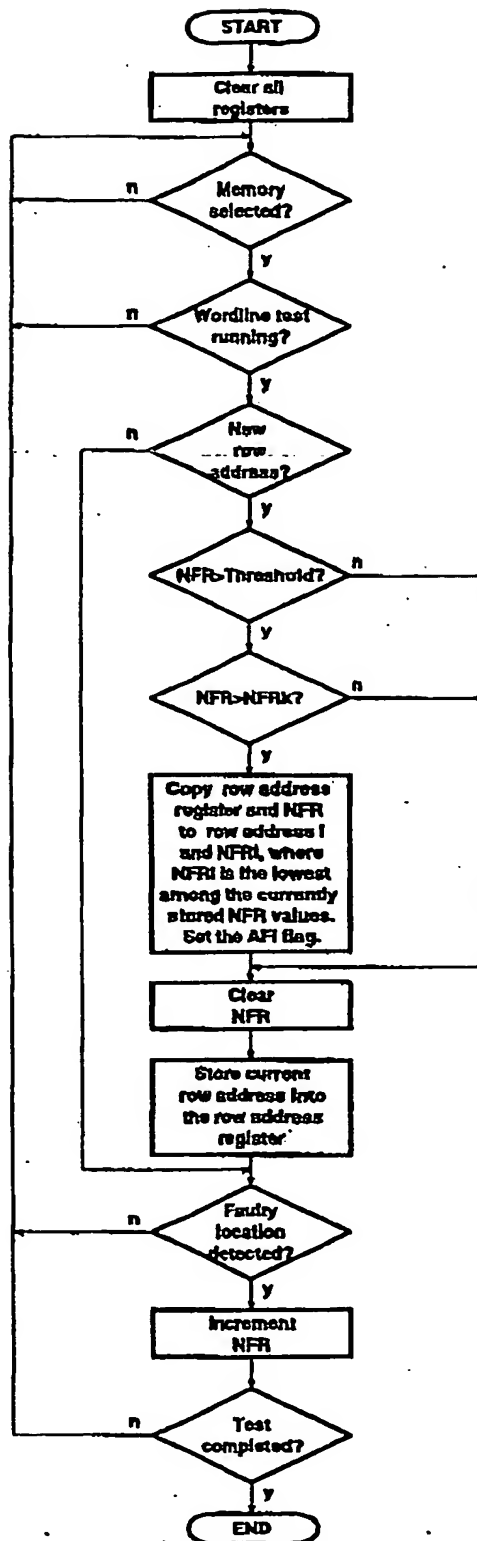 START
Clear all
registers
n
Memory
selected?
y
n
Wordline test
running?
y
n
New
row
address?
y
NFR>Threshold?
n
y
NFR>NFRX?
n
y
Copy row address
register and NFR
to row address i
and NFRi, where
NFRi is the lowest
among the currently
stored NFR values.
Set the AFI flag.
Clear
NFR
Store current
row address into
the row address
register
n
Faulty
location
detected?
y
Increment
NFR
n
Test
completed?
y
END